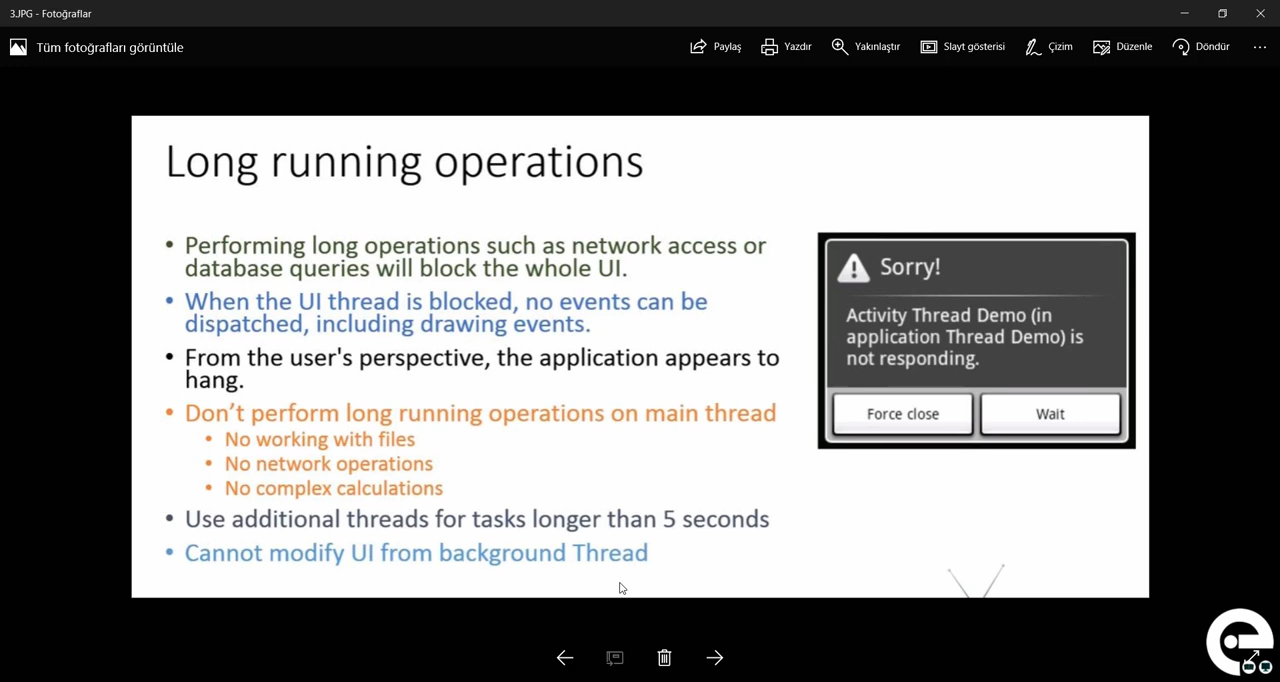 3.JPG - Fotoğraflar
Tüm fotoğrafları görüntüle
Paylaş
Yazdır
Yakınlaştır
Slayt gösterisi
Çizim
Düzenle
Döndür
Long running operations
• Performing long operations such as network access or
database queries will block the whole UI.
• When the UI thread is blocked, no events can be
dispatched, including drawing events.
• From the user's perspective, the application appears to
hang.
• Don’t perform long running operations on main thread
• No working with files
• No network operations
• No complex calculations
• Use additional threads for tasks longer than 5 seconds
• Cannot modify UI from background Thread
Sorry!
Activity Thread Demo (in
application Thread Demo) is
not responding.
Force close
Wait